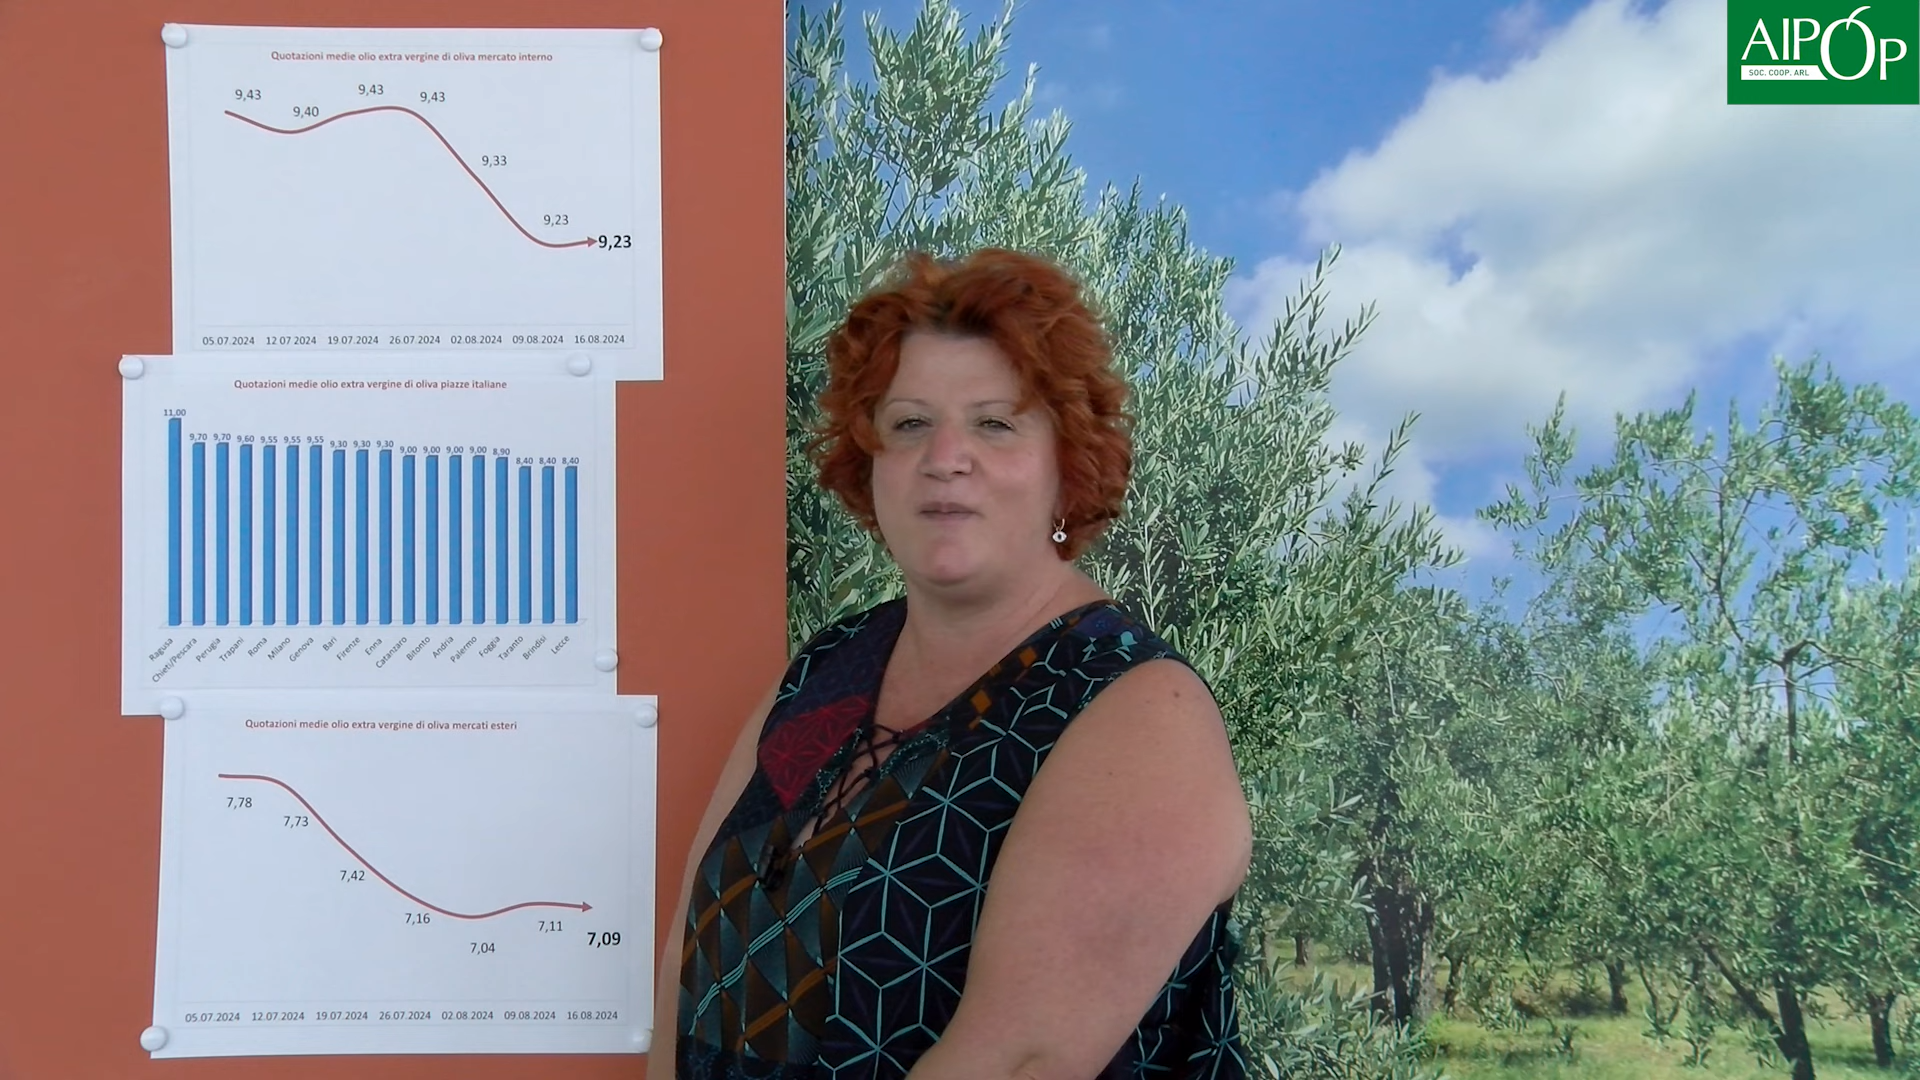 AIPOP
SOC. COOP. ARL
Quotazioni medie olio extra vergine di oliva mercato interno
9,43
9,40
9,43
9,43
9,33
9,23
9,23
05.07.2024 12.07.2024 19.07.2024 26.07.2024 02.08.2024 09.08.2024 16.08.2024
Quotazioni medie olio extra vergine di oliva piazze italiane
11,00
9,70 9,70 9,60 9,55 9,55 9,55 9,30 9,30 9,30 9,00 9,00 9,00 9,00 8,90 8,40 8,40 8,40
Ragusa Chieti/Pescara Perugia Trapani Roma Milano Genova Bari Firenze Enna Catanzaro Bitonto Andria Palermo Foggia Taranto Brindisi Lecce
Quotazioni medie olio extra vergine di oliva mercati esteri
7,78
7,73
7,42
7,16
7,04
7,11
7,09
05.07.2024 12.07.2024 19.07.2024 26.07.2024 02.08.2024 09.08.2024 16.08.2024